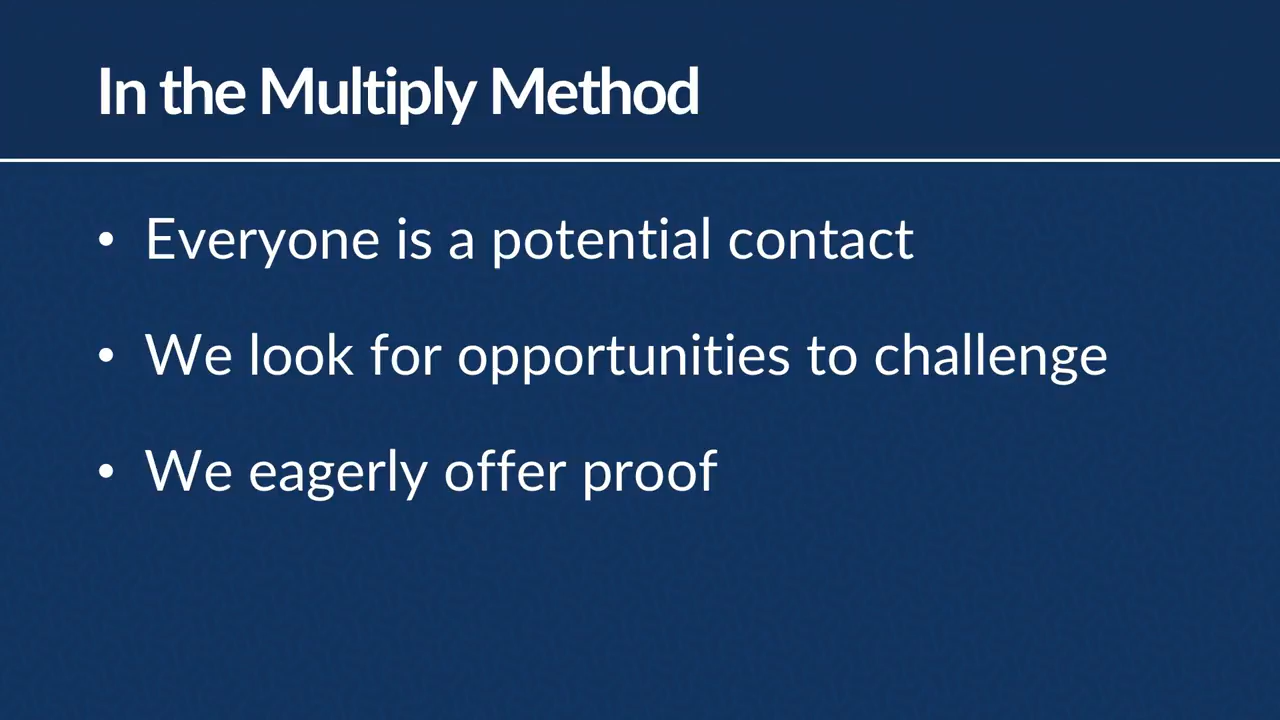 In the Multiply Method
• Everyone is a potential contact
• We look for opportunities to challenge
• We eagerly offer proof